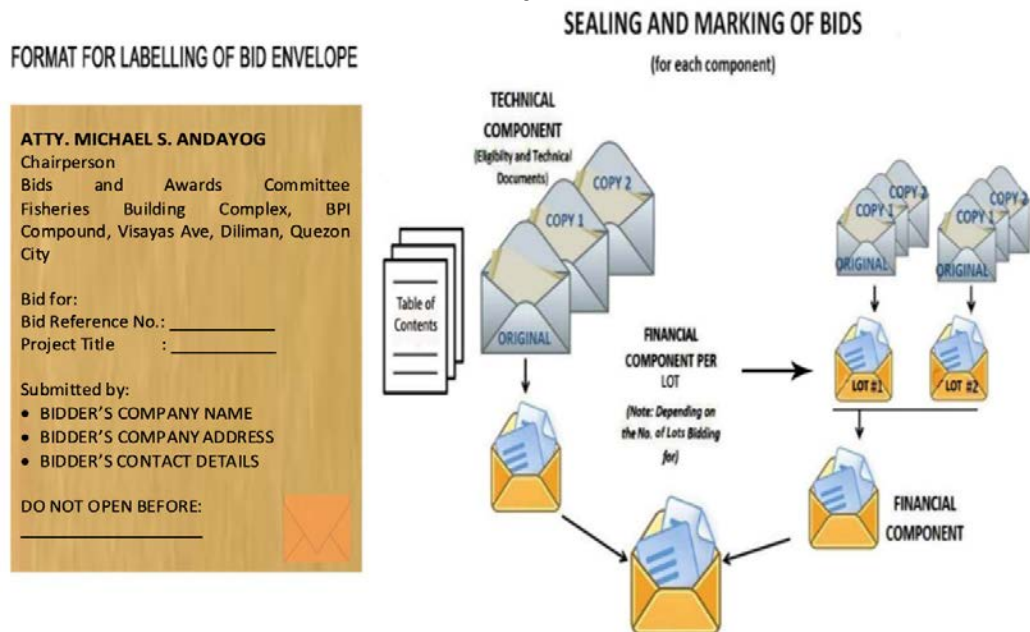 FORMAT FOR LABELLING OF BID ENVELOPE
ATTY. MICHAEL S. ANDAYOG
Chairperson
Bids and Awards Committee
Fisheries Building Complex, BPI
Compound, Visayas Ave, Diliman, Quezon
City
Bid for:
Bid Reference No.: ___________
Project Title : ___________
Submitted by:
• BIDDER'S COMPANY NAME
• BIDDER'S COMPANY ADDRESS
• BIDDER'S CONTACT DETAILS
DO NOT OPEN BEFORE:
___________________
SEALING AND MARKING OF BIDS
(for each component)
TECHNICAL
COMPONENT
(Eligibility and Technical
Documents)
COPY 2
COPY 1
ORIGINAL
Table of
Contents
FINANCIAL
COMPONENT PER
LOT
(Note: Depending on
the No. of Lots Bidding
for)
COPY 2
COPY 1
ORIGINAL
COPY 2
COPY 1
ORIGINAL
LOT #1
LOT #2
FINANCIAL
COMPONENT